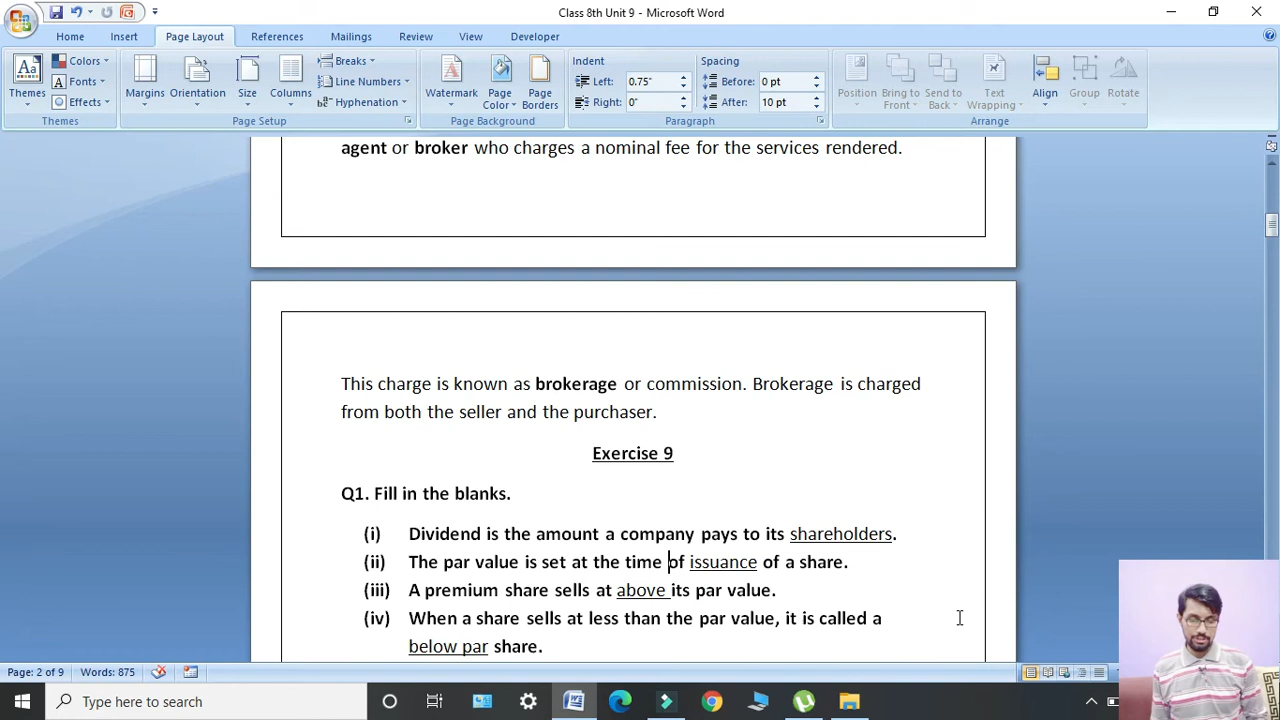 Class 8th Unit 9 - Microsoft Word
Home Insert Page Layout References Mailings Review View Developer
Themes
Colors
Fonts
Effects
Themes
Margins
Orientation
Size
Columns
Breaks
Line Numbers
Hyphenation
Page Setup
Watermark
Page Color
Page Borders
Page Background
Indent
Left: 0.75"
Right: 0"
Spacing
Before: 0 pt
After: 10 pt
Paragraph
Position
Bring to Front
Send to Back
Text Wrapping
Align
Group
Rotate
Arrange
agent or broker who charges a nominal fee for the services rendered.
This charge is known as brokerage or commission. Brokerage is charged
from both the seller and the purchaser.
Exercise 9
Q1. Fill in the blanks.
(i) Dividend is the amount a company pays to its shareholders.
(ii) The par value is set at the time of issuance of a share.
(iii) A premium share sells at above its par value.
(iv) When a share sells at less than the par value, it is called a
below par share.
Page: 2 of 9 Words: 875
Type here to search